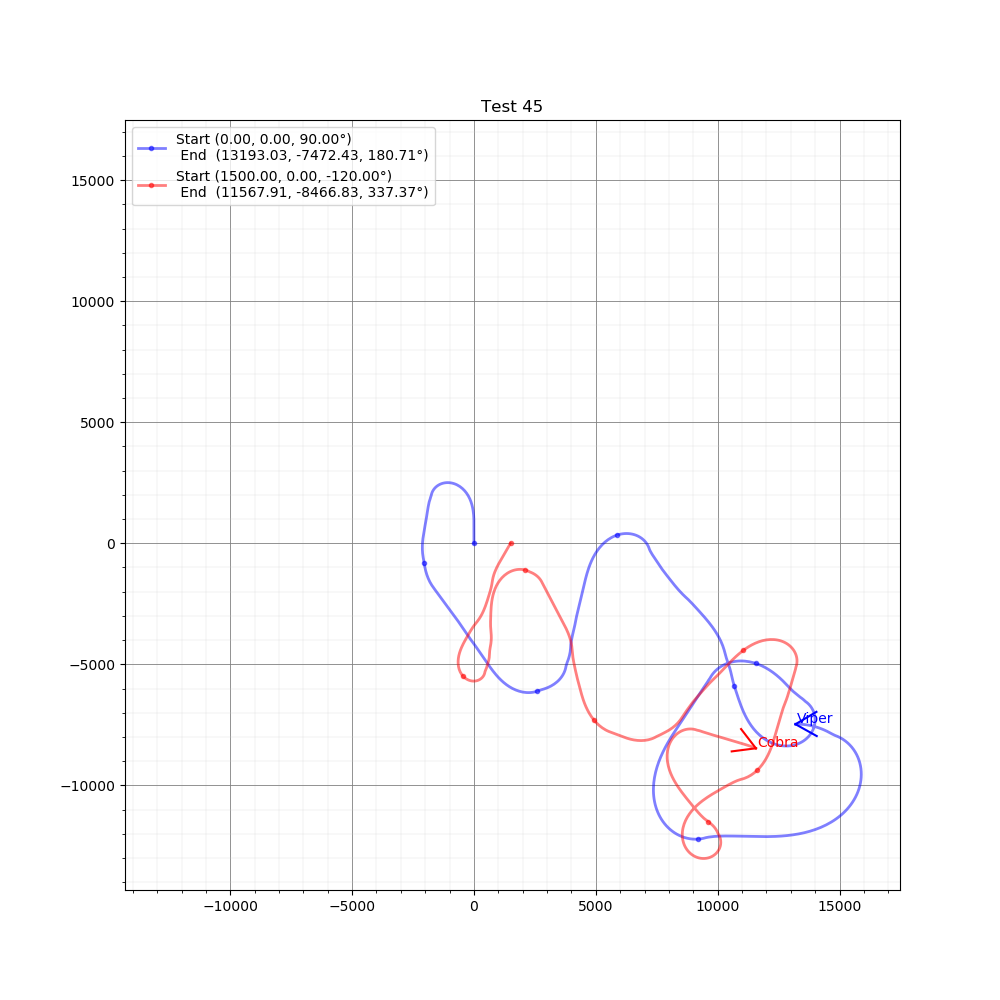 Test 45
Start (0.00, 0.00, 90.00°)
End (13193.03, -7472.43, 180.71°)
Start (1500.00, 0.00, -120.00°)
End (11567.91, -8466.83, 337.37°)
15000
10000
5000
0
−5000
−10000
Viper
Cobra
−10000
−5000
0
5000
10000
15000